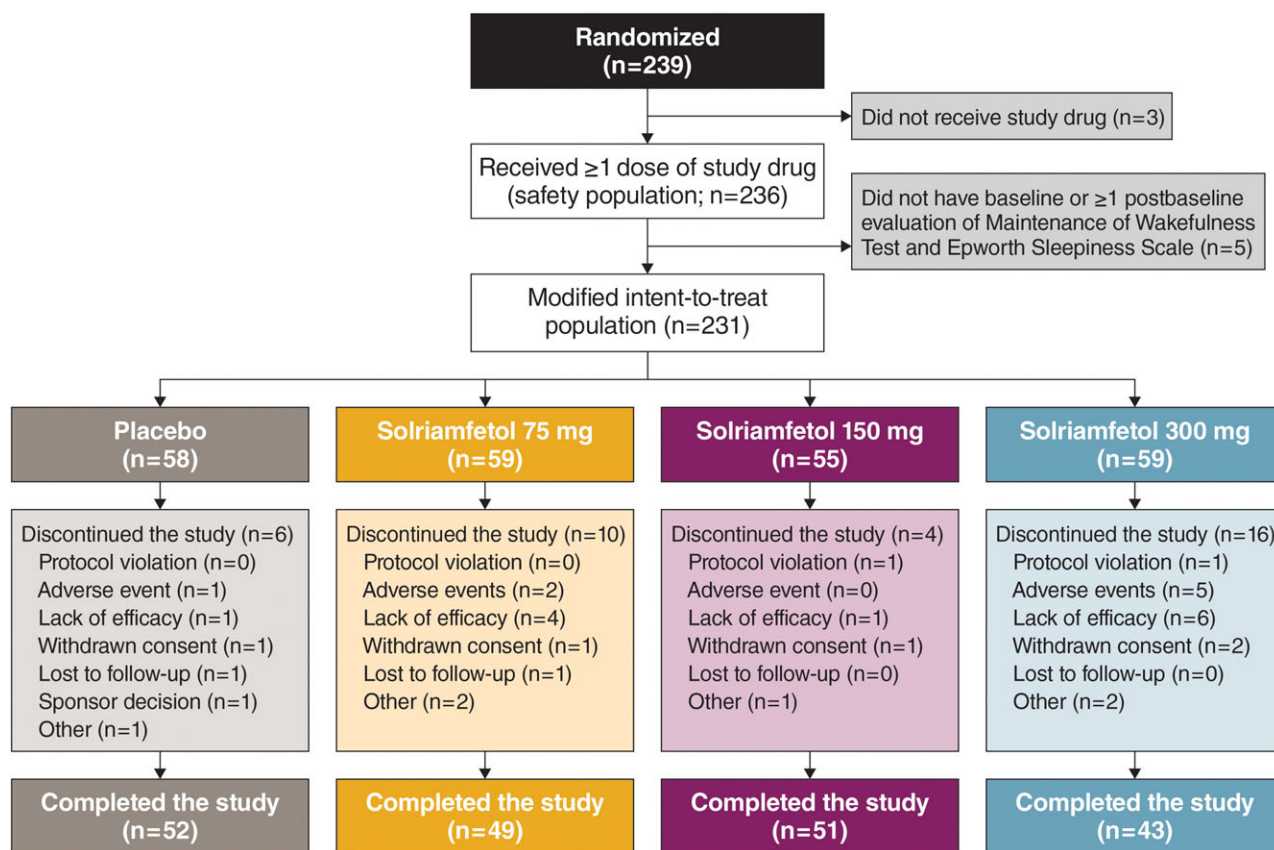 Randomized
(n=239)
Did not receive study drug (n=3)
Received ≥1 dose of study drug
(safety population; n=236)
Did not have baseline or ≥1 postbaseline
evaluation of Maintenance of Wakefulness
Test and Epworth Sleepiness Scale (n=5)
Modified intent-to-treat
population (n=231)
Placebo
(n=58)
Solriamfetol 75 mg
(n=59)
Solriamfetol 150 mg
(n=55)
Solriamfetol 300 mg
(n=59)
Discontinued the study (n=6)
Protocol violation (n=0)
Adverse event (n=1)
Lack of efficacy (n=1)
Withdrawn consent (n=1)
Lost to follow-up (n=1)
Sponsor decision (n=1)
Other (n=1)
Discontinued the study (n=10)
Protocol violation (n=0)
Adverse events (n=2)
Lack of efficacy (n=4)
Withdrawn consent (n=1)
Lost to follow-up (n=1)
Other (n=2)
Discontinued the study (n=4)
Protocol violation (n=1)
Adverse event (n=0)
Lack of efficacy (n=1)
Withdrawn consent (n=1)
Lost to follow-up (n=0)
Other (n=1)
Discontinued the study (n=16)
Protocol violation (n=1)
Adverse events (n=5)
Lack of efficacy (n=6)
Withdrawn consent (n=2)
Lost to follow-up (n=0)
Other (n=2)
Completed the study
(n=52)
Completed the study
(n=49)
Completed the study
(n=51)
Completed the study
(n=43)